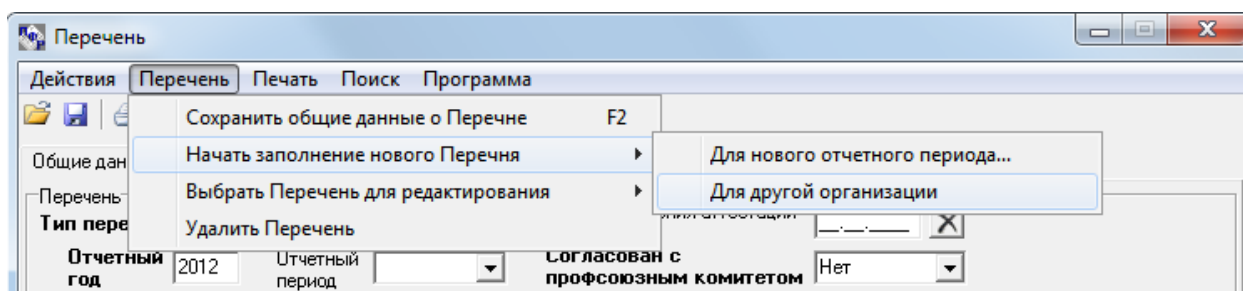 Перечень
Действия Перечень Печать Поиск Программа
Сохранить общие данные о Перечне F2
Начать заполнение нового Перечня
Для нового отчетного периода...
Выбрать Перечень для редактирования
Для другой организации
Удалить Перечень
Общие дан
Перечень
Тип пере
Отчетный год 2012
Отчетный период
Согласован с профсоюзным комитетом Нет